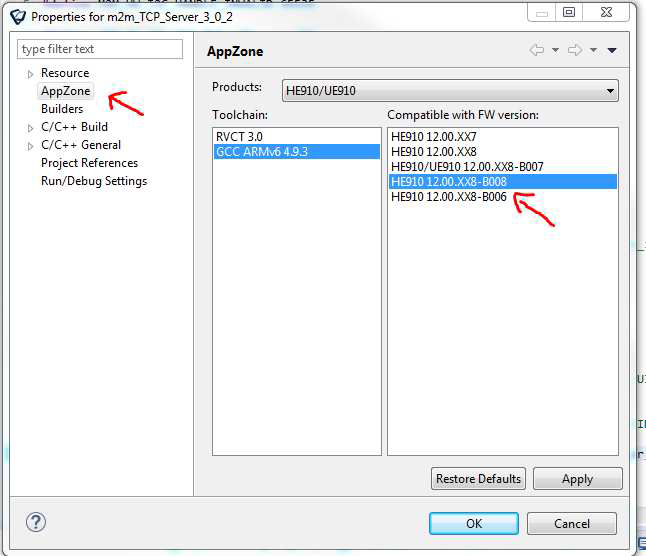 Properties for m2m_TCP_Server_3_0_2
type filter text
Resource
AppZone
Builders
C/C++ Build
C/C++ General
Project References
Run/Debug Settings
AppZone
Products:
HE910/UE910
Toolchain:
RVCT 3.0
GCC ARMv6 4.9.3
Compatible with FW version:
HE910 12.00.XX7
HE910 12.00.XX8
HE910/UE910 12.00.XX8-B007
HE910 12.00.XX8-B008
HE910 12.00.XX8-B006
Restore Defaults
Apply
?
OK
Cancel